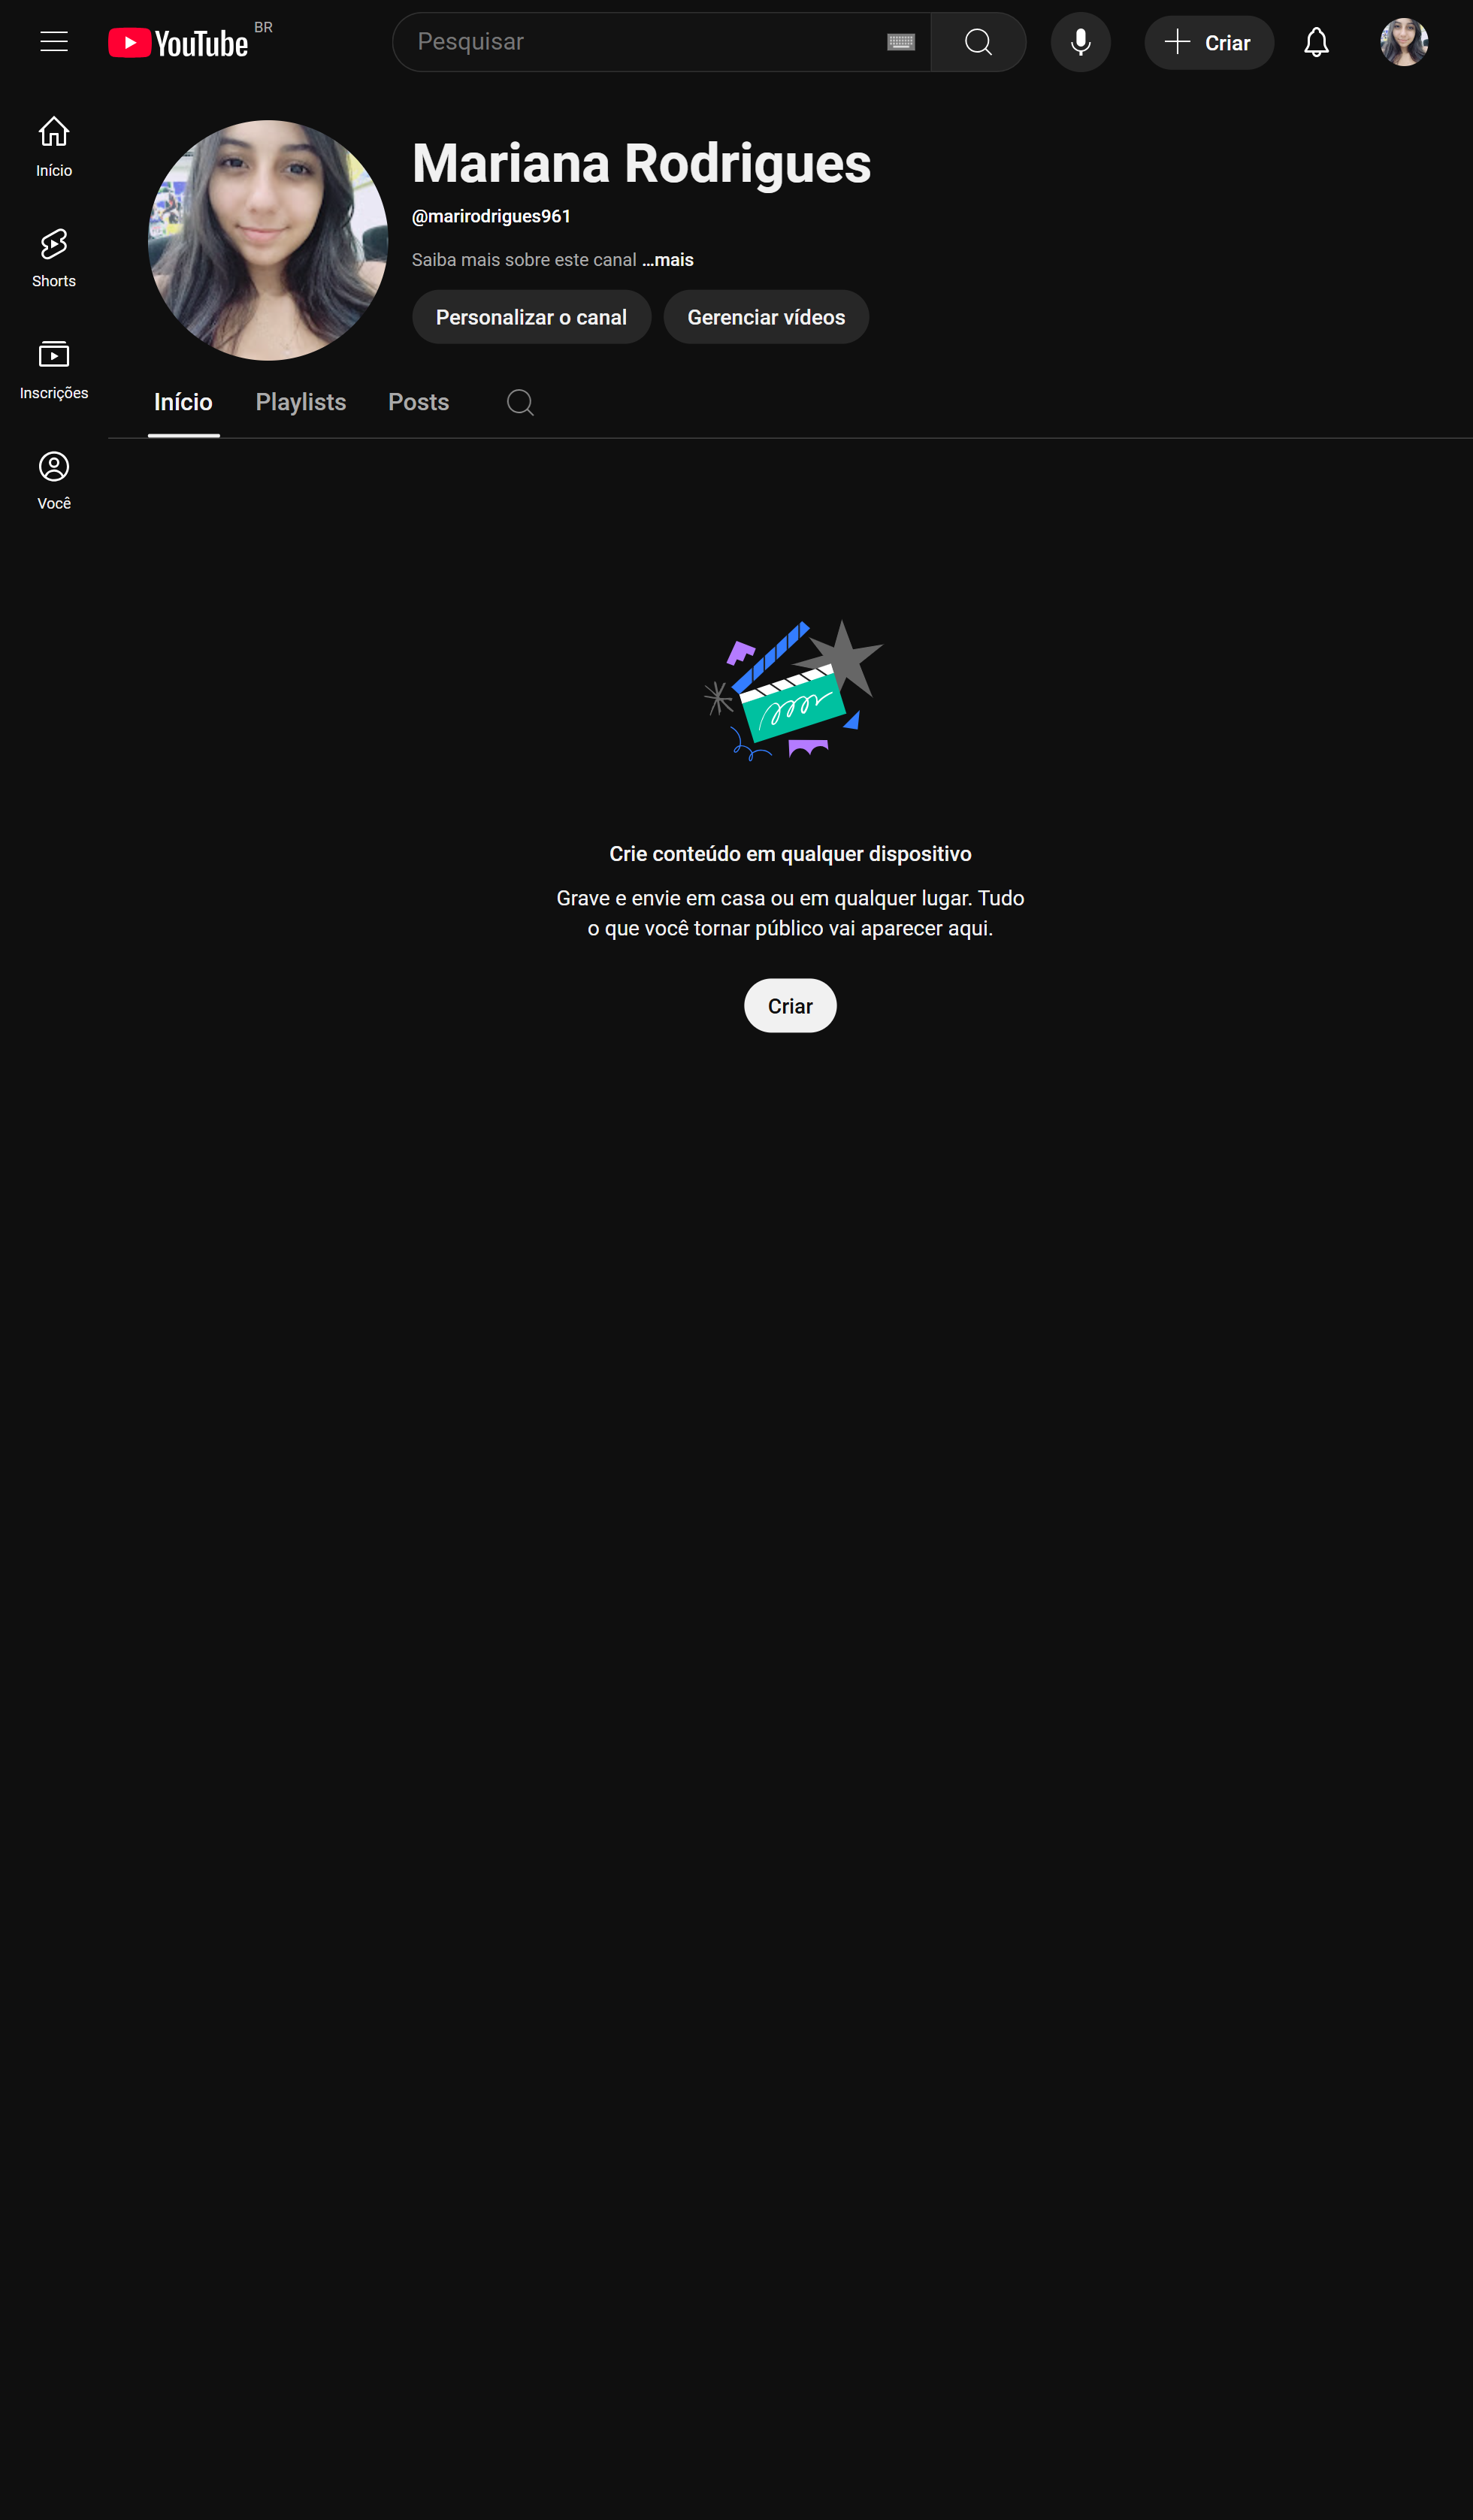 YouTube BR
Pesquisar
Criar
Início
Shorts
Inscrições
Você
Mariana Rodrigues
@marirodrigues961
Saiba mais sobre este canal ...mais
Personalizar o canal
Gerenciar vídeos
Início
Playlists
Posts
Crie conteúdo em qualquer dispositivo
Grave e envie em casa ou em qualquer lugar. Tudo
o que você tornar público vai aparecer aqui.
Criar